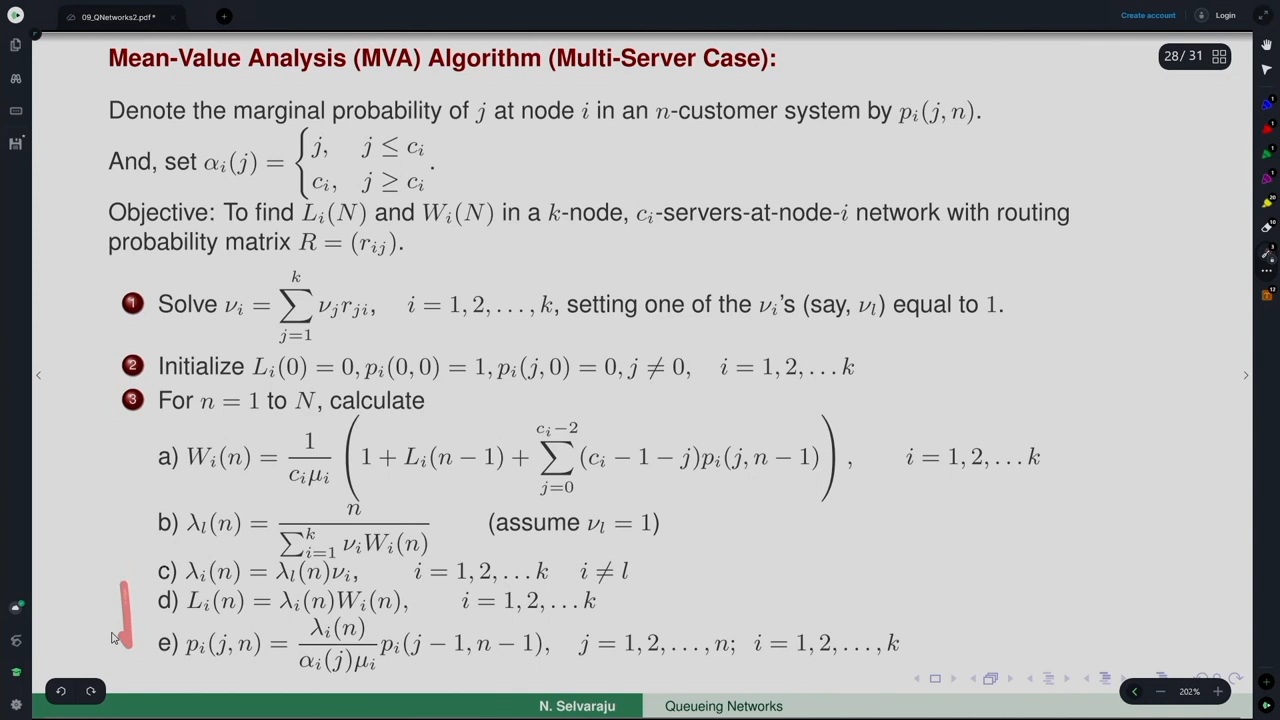 09_QNetworks2.pdf*
Create account
Login
Mean-Value Analysis (MVA) Algorithm (Multi-Server Case):
28 / 31
Denote the marginal probability of j at node i in an n-customer system by p_i(j, n).
And, set α_i(j) = { j, j ≤ c_i
c_i, j ≥ c_i .
Objective: To find L_i(N) and W_i(N) in a k-node, c_i-servers-at-node-i network with routing
probability matrix R = (r_{ij}).
1 Solve ν_i = ∑_{j=1}^{k} ν_j r_{ji}, i = 1, 2, . . . , k, setting one of the ν_i's (say, ν_l) equal to 1.
2 Initialize L_i(0) = 0, p_i(0, 0) = 1, p_i(j, 0) = 0, j ≠ 0, i = 1, 2, . . . k
3 For n = 1 to N, calculate
a) W_i(n) = \frac{1}{c_i μ_i} ( 1 + L_i(n − 1) + ∑_{j=0}^{c_i−2} (c_i − 1 − j)p_i(j, n − 1) ) , i = 1, 2, . . . k
b) λ_l(n) = \frac{n}{∑_{i=1}^{k} ν_i W_i(n)} (assume ν_l = 1)
c) λ_i(n) = λ_l(n)ν_i, i = 1, 2, . . . k i ≠ l
d) L_i(n) = λ_i(n)W_i(n), i = 1, 2, . . . k
e) p_i(j, n) = \frac{λ_i(n)}{α_i(j)μ_i} p_i(j − 1, n − 1), j = 1, 2, . . . , n; i = 1, 2, . . . , k
202%
N. Selvaraju
Queueing Networks